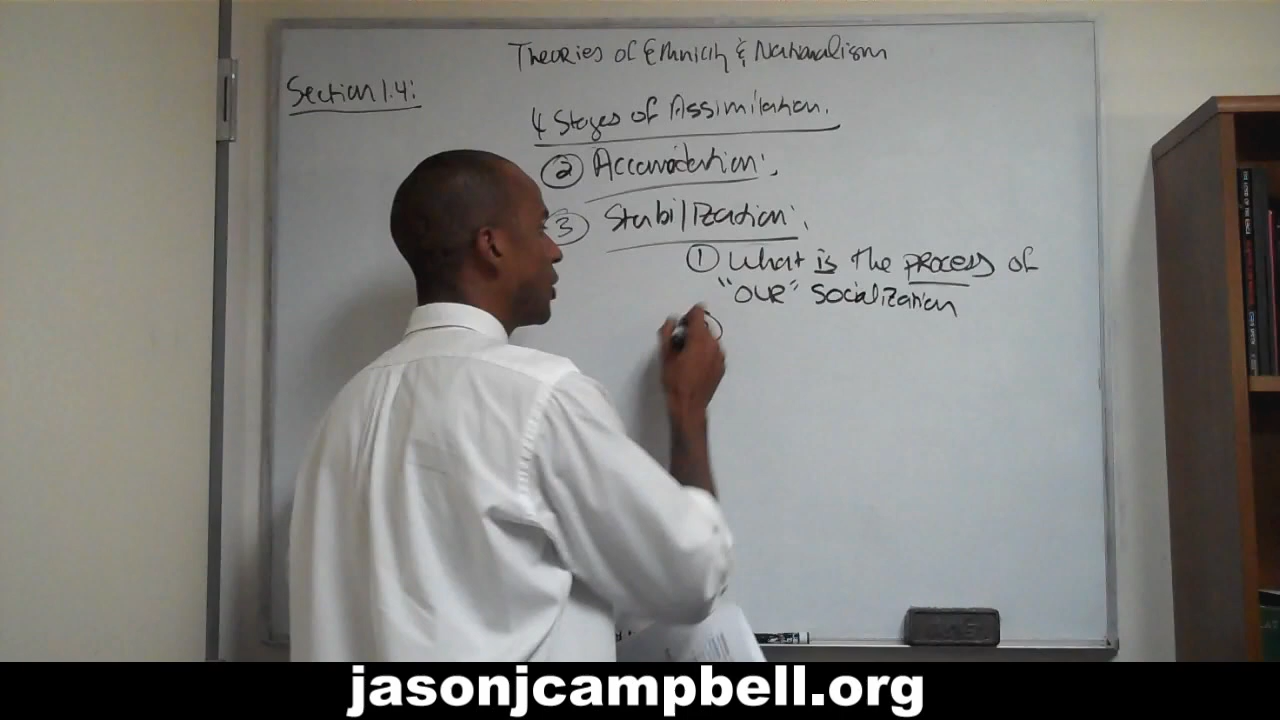 Theories of Ethnicity & Nationalism
Section 1.4:
4 Stages of Assimilation.
② Accomodation:
③ Stabilization:
① What is the process of
"OUR" Socialization
jasonjcampbell.org